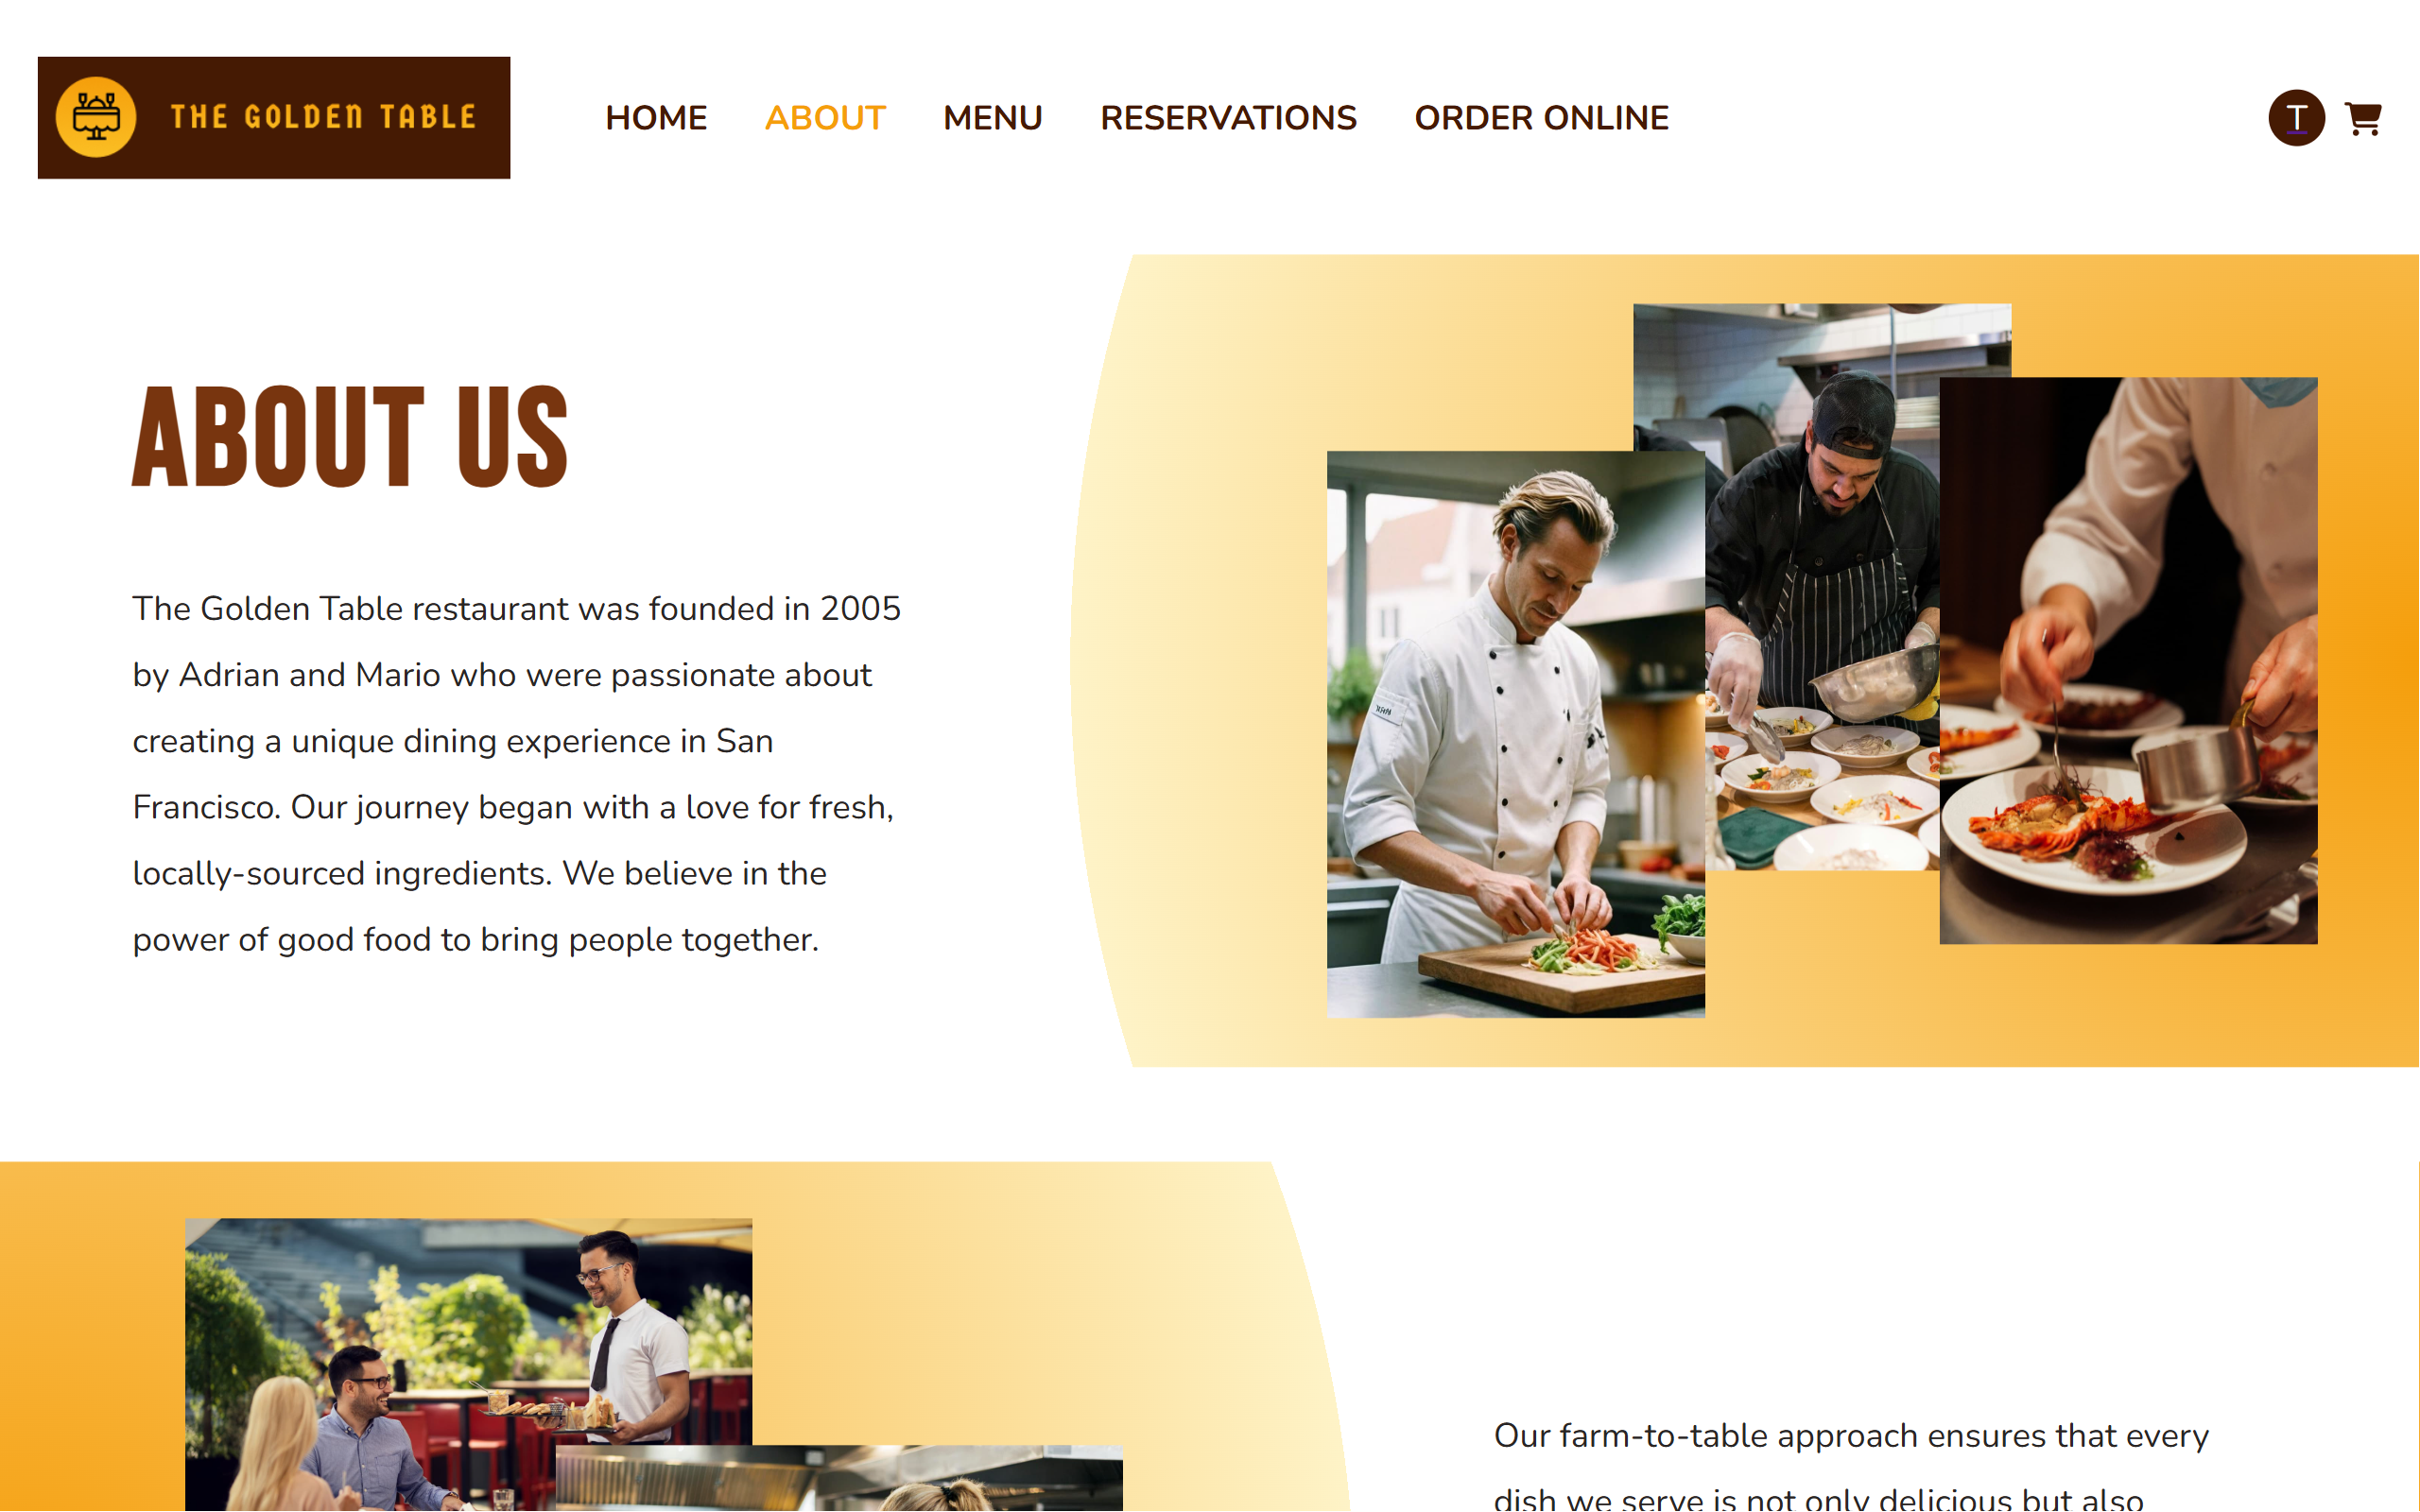 THE GOLDEN TABLE
HOME ABOUT MENU RESERVATIONS ORDER ONLINE
T
ABOUT US
The Golden Table restaurant was founded in 2005
by Adrian and Mario who were passionate about
creating a unique dining experience in San
Francisco. Our journey began with a love for fresh,
locally-sourced ingredients. We believe in the
power of good food to bring people together.
Our farm-to-table approach ensures that every
dish we serve is not only delicious but also